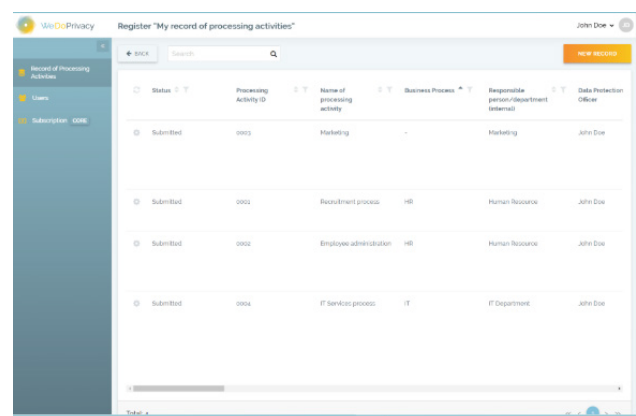 WeDoPrivacy
Register "My record of processing activities"
John Doe
JD
BACK
Search
NEW RECORD
Record of Processing
Activities
Users
Subscription CORE
Status
Processing
Activity ID
Name of
processing
activity
Business Process
Responsible
person/department
(internal)
Data Protection
Officer
Submitted 0003 Marketing - Marketing John Doe
Submitted 0001 Recruitment process HR Human Resource John Doe
Submitted 0002 Employee administration HR Human Resource John Doe
Submitted 0004 IT Services process IT IT Department John Doe
Total: 4